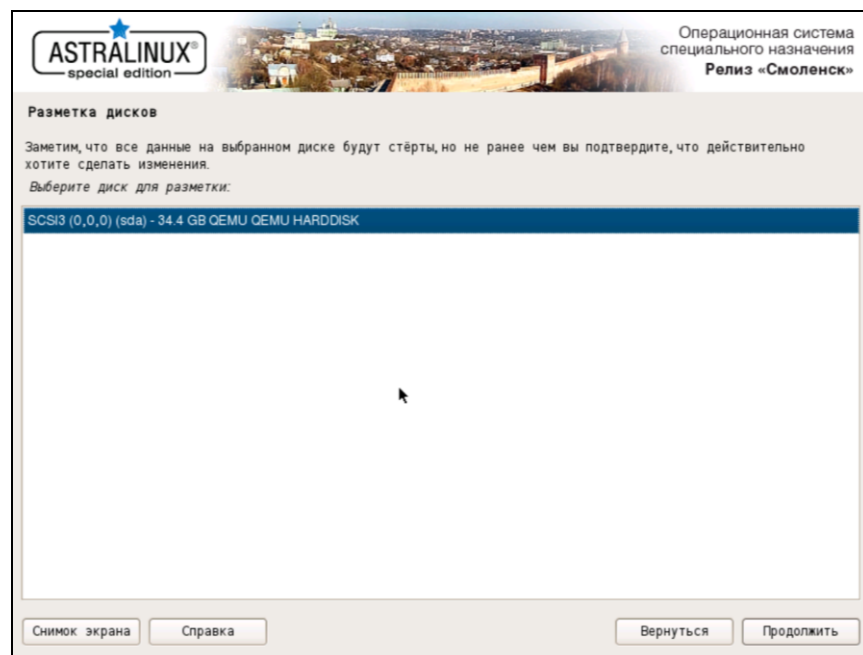 ASTRALINUX®
special edition
Операционная система
специального назначения
Релиз «Смоленск»
Разметка дисков
Заметим, что все данные на выбранном диске будут стёрты, но не ранее чем вы подтвердите, что действительно
хотите сделать изменения.
Выберите диск для разметки:
SCSI3 (0,0,0) (sda) - 34.4 GB QEMU QEMU HARDDISK
Снимок экрана
Справка
Вернуться
Продолжить